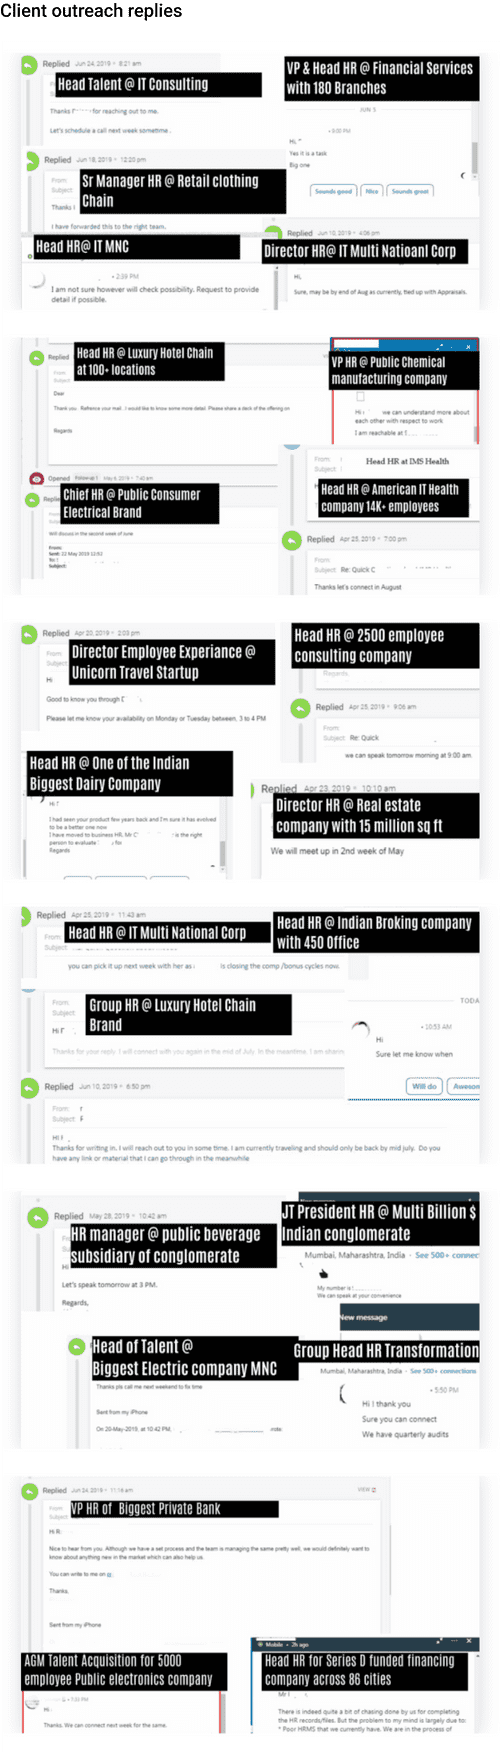 Client outreach replies
Replied Jun 24, 2019 • 8:21 am
Head Talent @ IT Consulting
Thanks for reaching out to me.
Let's schedule a call next week sometime.
VP & Head HR @ Financial Services
with 180 Branches
JUN 5
• 9:00 PM
Hi,
Yes it is a task
Big one
Sounds good Nice Sounds great
Replied Jun 18, 2019 • 12:20 pm
From:
Subject
Sr Manager HR @ Retail clothing
Chain
Thanks
I have forwarded this to the right team.
Head HR@ IT MNC
• 2:39 PM
I am not sure however will check possibility. Request to provide
detail if possible.
Replied Jun 10, 2019 • 4:06 pm
Director HR@ IT Multi Natioanl Corp
Hi,
Sure, may be by end of Aug as currently, tied up with Appraisals.
Replied
Head HR @ Luxury Hotel Chain
at 100+ locations
Dear
Thank you. Refrence your mail. I would like to know some more detail. Please share a deck of the offering on
Regards
VP HR @ Public Chemical
manufacturing company
Hi we can understand more about
each other with respect to work
I am reachable at
Opened
Chief HR @ Public Consumer
Electrical Brand
Will discuss in the second week of june
From:
Sent: 22 May 2019 12:52
To:
Subject:
From:
Subject
Head HR at IMS Health
Head HR @ American IT Health
company 14K+ employees
Replied Apr 25, 2019 • 7:00 pm
From:
Subject: Re: Quick C
Thanks let's connect in August
Replied Apr 23, 2019 • 2:03 pm
Director Employee Experiance @
Unicorn Travel Startup
Hi
Good to know you through
Please let me know your availability on Monday or Tuesday between, 3 to 4 PM
Head HR @ 2500 employee
consulting company
Regards
Replied Apr 25, 2019 • 9:06 am
From:
Subject: Re: Quick
we can speak tomorrow morning at 9:00 am
Head HR @ One of the Indian
Biggest Dairy Company
I had seen your product few years back and I'm sure it has evolved
to be a better one now
I have moved to business HR, Mr is the right
person to evaluate for
Regards
Replied Apr 23, 2019 • 10:10 am
Director HR @ Real estate
company with 15 million sq ft
We will meet up in 2nd week of May
Replied Apr 25, 2019 • 11:43 am
Head HR @ IT Multi National Corp
you can pick it up next week with her as is closing the comp /bonus cycles now.
Head HR @ Indian Broking company
with 450 Office
From:
Subject
Group HR @ Luxury Hotel Chain
Brand
Thanks for your reply. I will connect with you again in the end of July. In the meantime, I am sharing
TODA
• 10:53 AM
Hi
Sure let me know when
Will do Aweson
Replied Jun 10, 2019 • 6:50 pm
From:
Subject
Thanks for writing in. I will reach out to you in some time. I am currently traveling and should only be back by mid july. Do you
have any link or material that I can go through in the meanwhile
Replied May 28, 2019 • 10:42 am
HR manager @ public beverage
subsidiary of conglomerate
Let's speak tomorrow at 3 PM.
Regards,
JT President HR @ Multi Billion $
Indian conglomerate
Mumbai, Maharashtra, India · See 500+ connec
My number is
We can speak at your convenience
New message
Replied
Head of Talent @
Biggest Electric company MNC
Thanks pls call me next weekend to fix time
Sent from my iPhone
On 20-May-2019, at 10:42 PM,
Group Head HR Transformation
Mumbai, Maharashtra, India · See 500+ connections
• 5:50 PM
Hi I thank you
Sure you can connect
We have quarterly audits
Replied Jun 24, 2019 • 11:16 am
VIEW
VP HR of Biggest Private Bank
Hi R
Nice to hear from you. Although we have a set process and the team is managing the same pretty well, we would definitely want to
know about anything new in the market which can also help us.
You can write to me on
Thanks,
Sent from my iPhone
AGM Talent Acquisition for 5000
employee Public electronics company
Hi
Thanks. We can connect next week for the same.
Mobile • 2h ago
Head HR for Series D funded financing
company across 86 cities
There is indeed quite a bit of chasing done by us for completing
the HR records/files. But the problem to my mind is largely due to:
* Poor HRMS that we currently have. We are in the process of